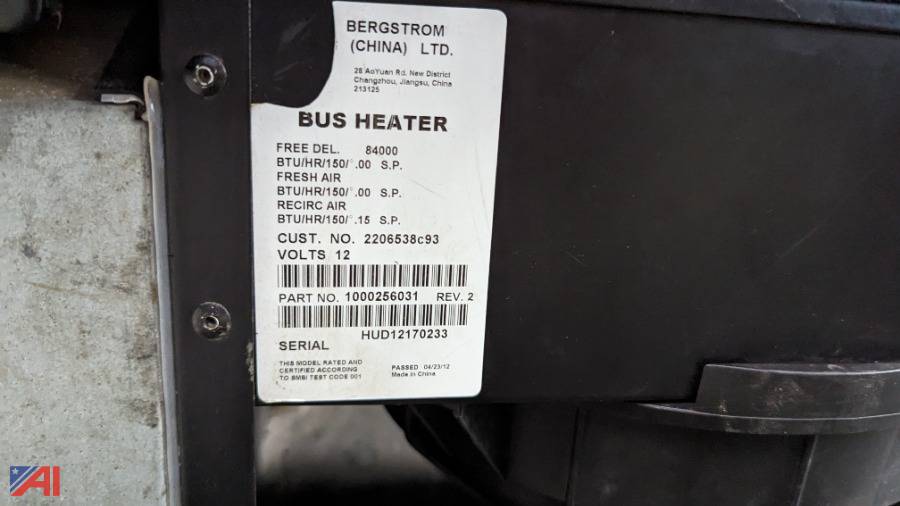 BERGSTROM
(CHINA) LTD.
28 AoYuan Rd. New District
Changzhou, Jiangsu, China
213125
BUS HEATER
FREE DEL. 84000
BTU/HR/150/°.00 S.P.
FRESH AIR
BTU/HR/150/°.00 S.P.
RECIRC AIR
BTU/HR/150/°.15 S.P.
CUST. NO. 2206538c93
VOLTS 12
PART NO. 1000256031 REV. 2
HUD12170233
SERIAL
THIS MODEL RATED AND
CERTIFIED ACCORDING
TO SMBI TEST CODE 001
PASSED 04/23/12
Made in China
AI